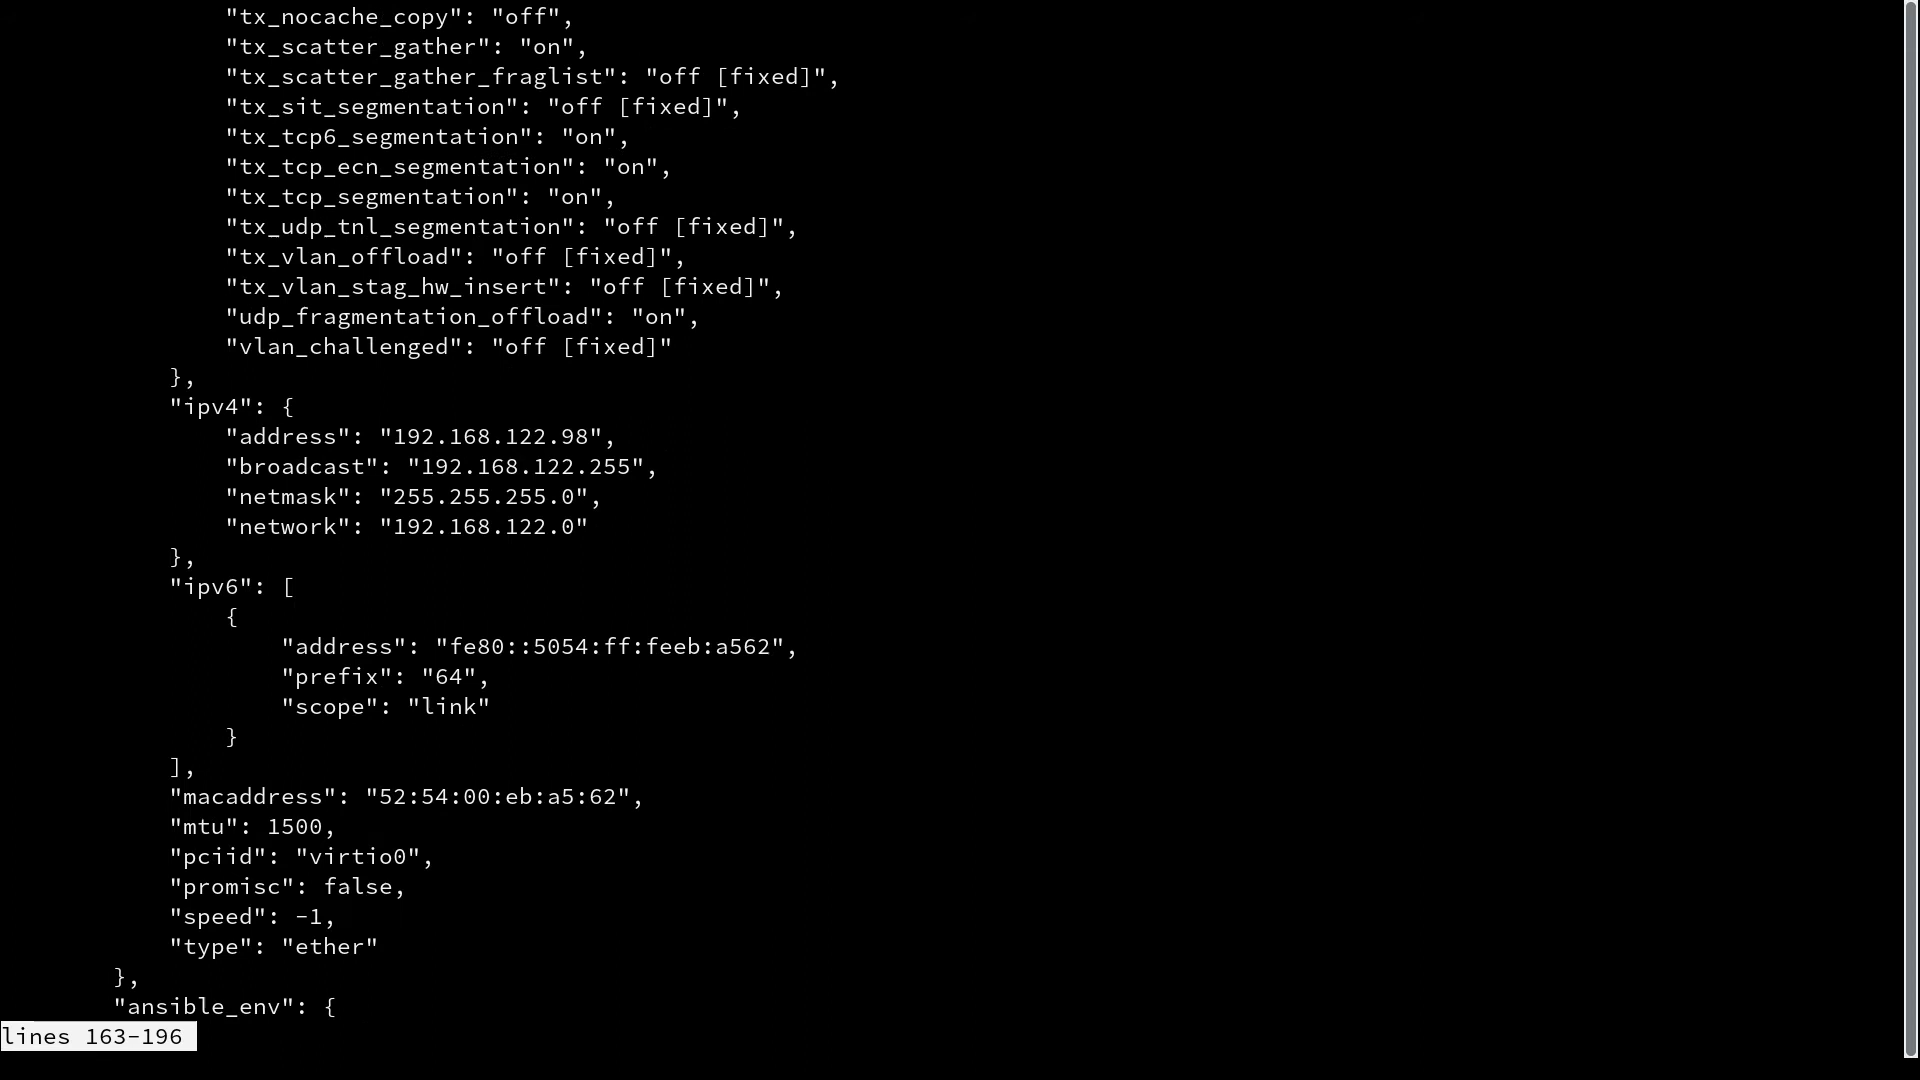 "tx_nocache_copy": "off",
"tx_scatter_gather": "on",
"tx_scatter_gather_fraglist": "off [fixed]",
"tx_sit_segmentation": "off [fixed]",
"tx_tcp6_segmentation": "on",
"tx_tcp_ecn_segmentation": "on",
"tx_tcp_segmentation": "on",
"tx_udp_tnl_segmentation": "off [fixed]",
"tx_vlan_offload": "off [fixed]",
"tx_vlan_stag_hw_insert": "off [fixed]",
"udp_fragmentation_offload": "on",
"vlan_challenged": "off [fixed]"
},
"ipv4": {
"address": "192.168.122.98",
"broadcast": "192.168.122.255",
"netmask": "255.255.255.0",
"network": "192.168.122.0"
},
"ipv6": [
{
"address": "fe80::5054:ff:feeb:a562",
"prefix": "64",
"scope": "link"
}
],
"macaddress": "52:54:00:eb:a5:62",
"mtu": 1500,
"pciid": "virtio0",
"promisc": false,
"speed": -1,
"type": "ether"
},
"ansible_env": {
lines 163-196